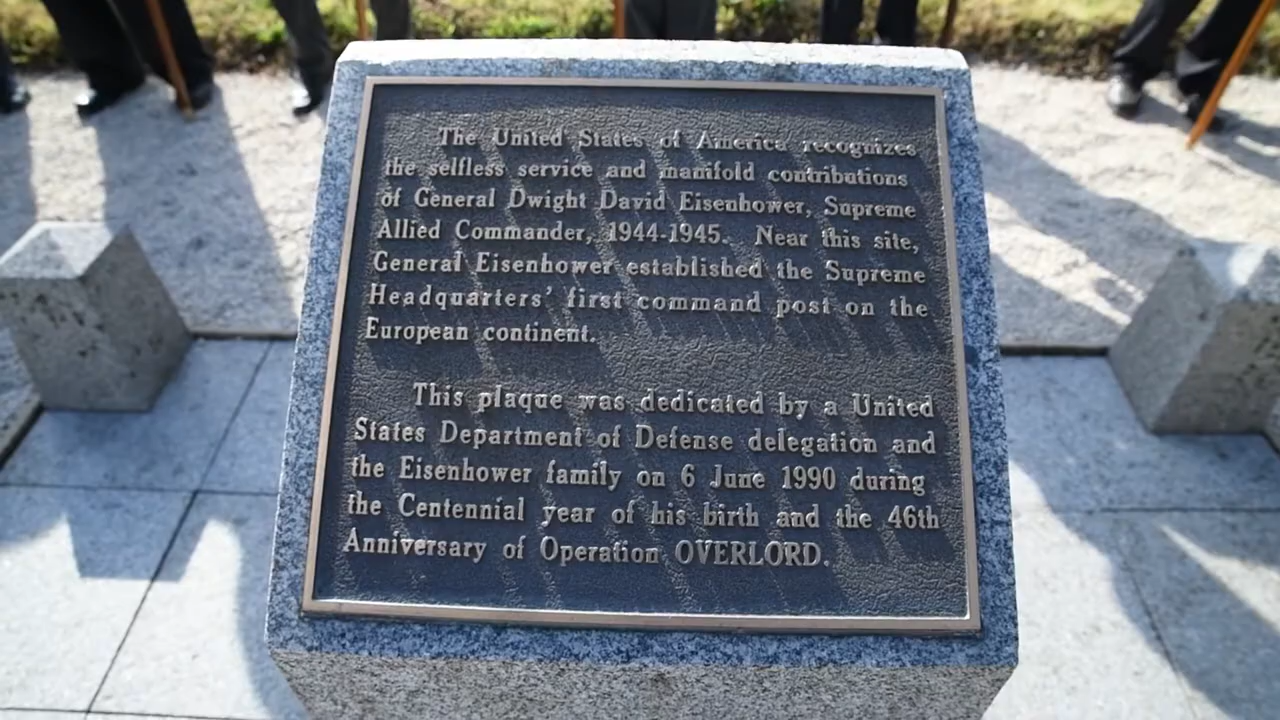 The United States of America recognizes
the selfless service and manifold contributions
of General Dwight David Eisenhower, Supreme
Allied Commander, 1944-1945. Near this site,
General Eisenhower established the Supreme
Headquarters' first command post on the
European continent.
This plaque was dedicated by a United
States Department of Defense delegation and
the Eisenhower family on 6 June 1990 during
the Centennial year of his birth and the 46th
Anniversary of Operation OVERLORD.